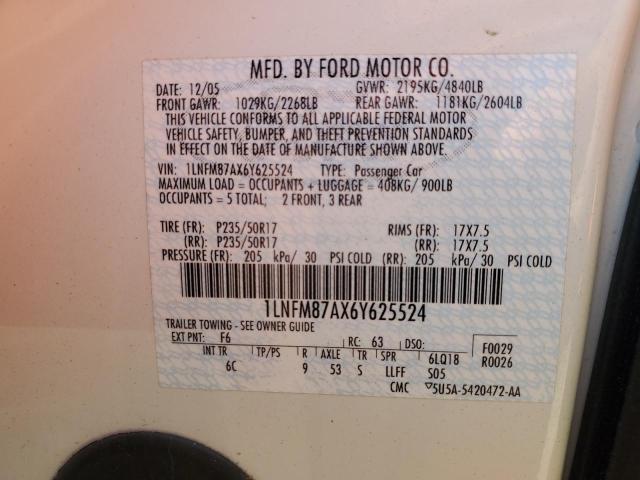 MFD. BY FORD MOTOR CO.
DATE: 12/05 GVWR: 2195KG/4840LB
FRONT GAWR: 1029KG/2268LB REAR GAWR: 1181KG/2604LB
THIS VEHICLE CONFORMS TO ALL APPLICABLE FEDERAL MOTOR
VEHICLE SAFETY, BUMPER, AND THEFT PREVENTION STANDARDS
IN EFFECT ON THE DATE OF MANUFACTURE SHOWN ABOVE.
VIN: 1LNFM87AX6Y625524 TYPE: Passenger Car
MAXIMUM LOAD = OCCUPANTS + LUGGAGE = 408KG/ 900LB
OCCUPANTS = 5 TOTAL; 2 FRONT, 3 REAR
TIRE (FR): P235/50R17 RIMS (FR): 17X7.5
(RR): P235/50R17 (RR): 17X7.5
PRESSURE (FR): 205 kPa/ 30 PSI COLD (RR): 205 kPa/ 30 PSI COLD
1LNFM87AX6Y625524
TRAILER TOWING - SEE OWNER GUIDE
EXT PNT: F6 RC: 63 DSO: F0029
INT TR TP/PS R AXLE TR SPR 6LQ18 R0026
6C 9 53 S LLFF S05
CMC ▽5U5A-5420472-AA